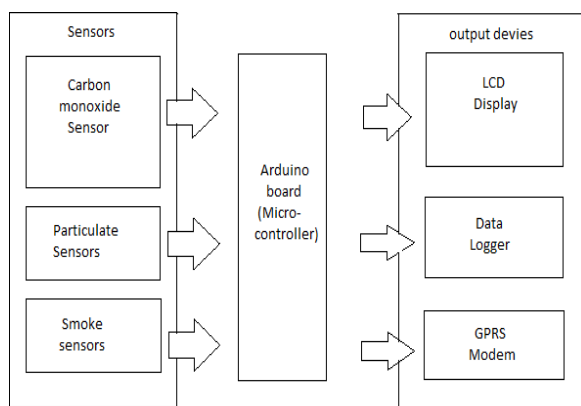 Sensors
Carbon
monoxide
Sensor
Particulate
Sensors
Smoke
sensors
Arduino
board
(Micro-
controller)
output devies
LCD
Display
Data
Logger
GPRS
Modem